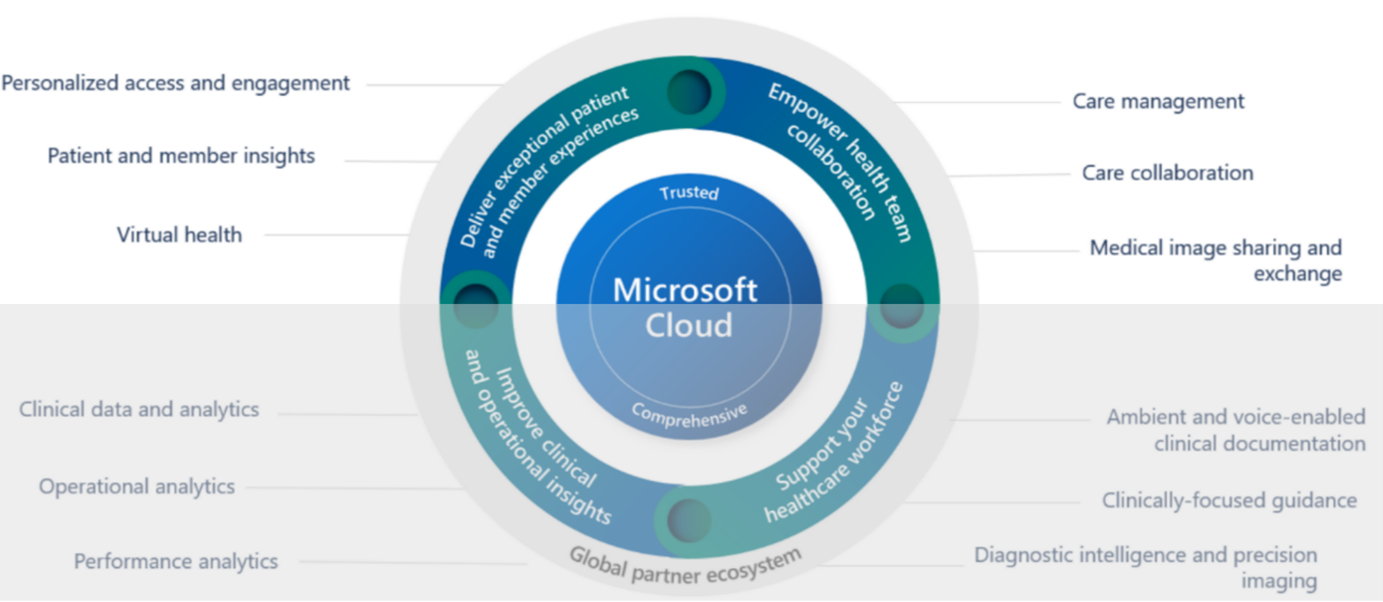 Personalized access and engagement
Patient and member insights
Virtual health
Deliver exceptional patient
and member experiences
Empower health team
collaboration
Care management
Care collaboration
Medical image sharing and
exchange
Trusted
Microsoft
Cloud
Comprehensive
Clinical data and analytics
Operational analytics
Performance analytics
Improve clinical
and operational insights
Support your
healthcare workforce
Ambient and voice-enabled
clinical documentation
Clinically-focused guidance
Diagnostic intelligence and precision
imaging
Global partner ecosystem